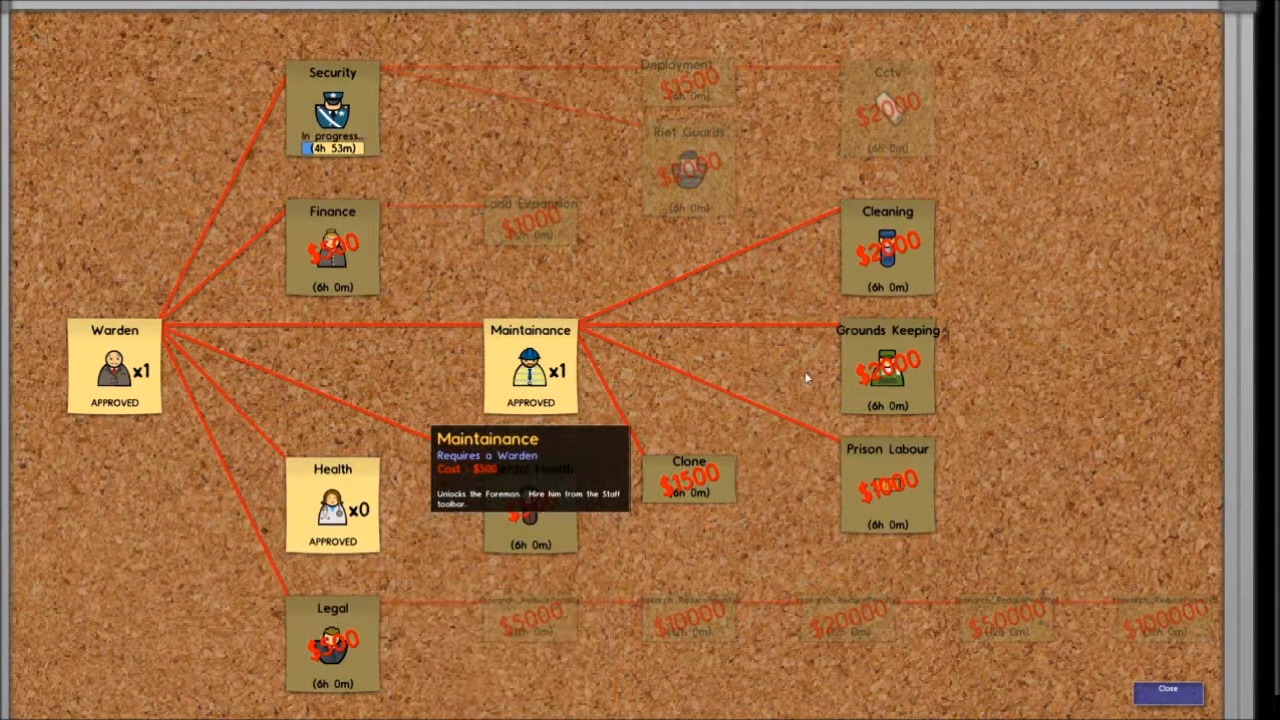 Security
In progress...
(4h 53m)
Deployment
$1500
(6h 0m)
Cctv
$2000
(6h 0m)
Riot Guards
$2000
(6h 0m)
Finance
$500
(6h 0m)
Land Expansion
$1000
Cleaning
$2000
(6h 0m)
Warden
x1
APPROVED
Maintainance
x1
APPROVED
Grounds Keeping
$2000
(6h 0m)
Maintainance
Requires a Warden
Cost : $500
Unlocks the Foreman. Hire him from the Staff
toolbar.
(6h 0m)
Clone
$1500
(6h 0m)
Prison Labour
$1000
(6h 0m)
Health
x0
APPROVED
Legal
$500
(6h 0m)
$5000
$10000
$20000
$50000
$100000
Close